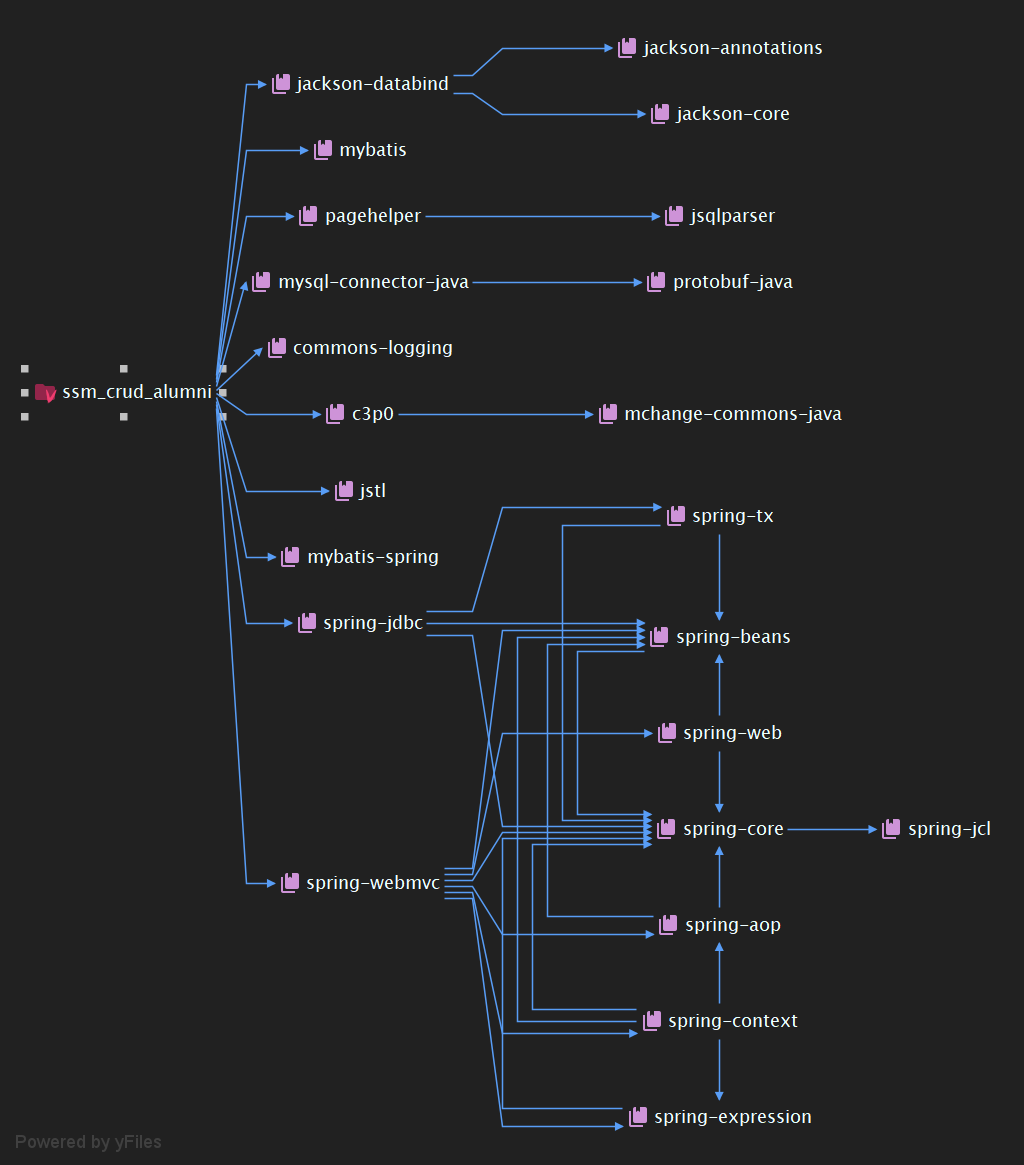 jackson-annotations
jackson-databind
jackson-core
mybatis
pagehelper
jsqlparser
mysql-connector-java
protobuf-java
commons-logging
ssm_crud_alumni
c3p0
mchange-commons-java
jstl
spring-tx
mybatis-spring
spring-jdbc
spring-beans
spring-web
spring-core
spring-jcl
spring-webmvc
spring-aop
spring-context
spring-expression
Powered by yFiles